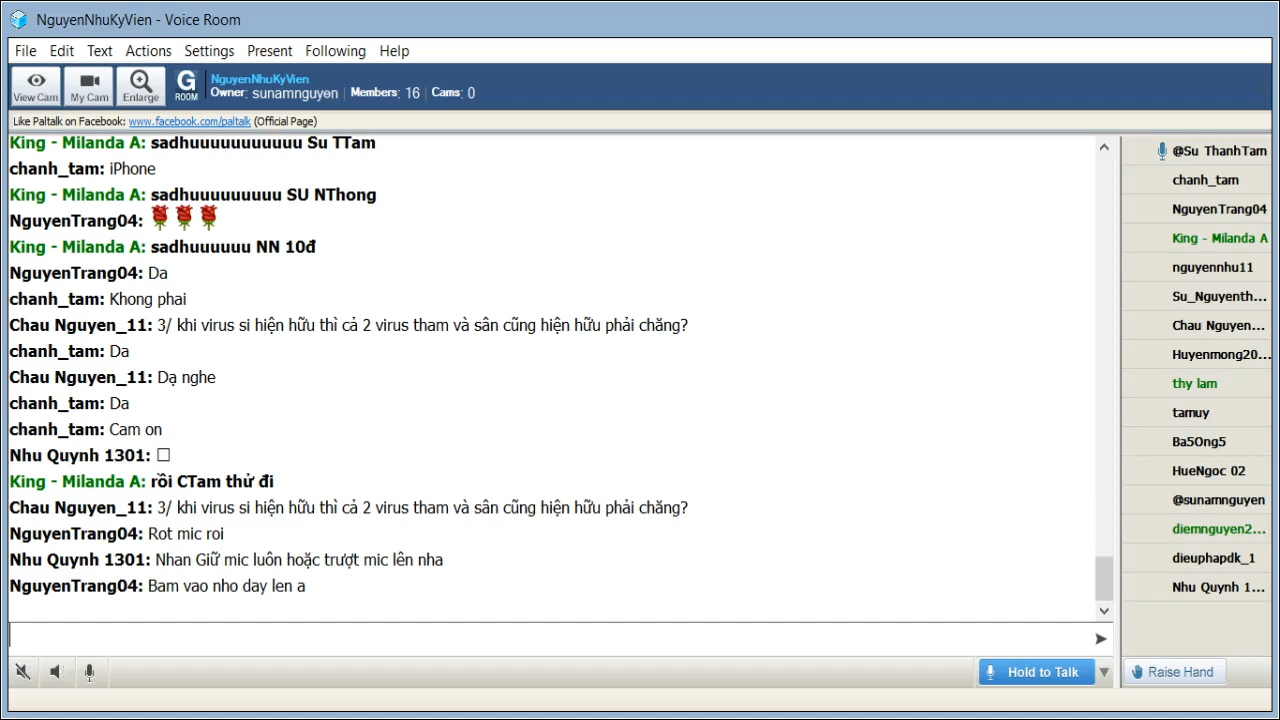 NguyenNhuKyVien - Voice Room
File Edit Text Actions Settings Present Following Help
View Cam My Cam Enlarge G ROOM
NguyenNhuKyVien
Owner: sunamnguyen | Members: 16 | Cams: 0
Like Paltalk on Facebook: www.facebook.com/paltalk (Official Page)
King - Milanda A: sadhuuuuuuuuuuu Su TTam
chanh_tam: iPhone
King - Milanda A: sadhuuuuuuuuu SU NThong
NguyenTrang04:
King - Milanda A: sadhuuuuuu NN 10đ
NguyenTrang04: Da
chanh_tam: Khong phai
Chau Nguyen_11: 3/ khi virus si hiện hữu thì cả 2 virus tham và sân cũng hiện hữu phải chăng?
chanh_tam: Da
Chau Nguyen_11: Dạ nghe
chanh_tam: Da
chanh_tam: Cam on
Nhu Quynh 1301: □
King - Milanda A: rồi CTam thử đi
Chau Nguyen_11: 3/ khi virus si hiện hữu thì cả 2 virus tham và sân cũng hiện hữu phải chăng?
NguyenTrang04: Rot mic roi
Nhu Quynh 1301: Nhan Giữ mic luôn hoặc trượt mic lên nha
NguyenTrang04: Bam vao nho day len a
@Su ThanhTam
chanh_tam
NguyenTrang04
King - Milanda A
nguyennhu11
Su_Nguyenth...
Chau Nguyen...
Huyenmong20...
thy lam
tamuy
Ba5Ong5
HueNgoc 02
@sunamnguyen
diemnguyen2...
dieuphapdk_1
Nhu Quynh 1...
Hold to Talk
Raise Hand